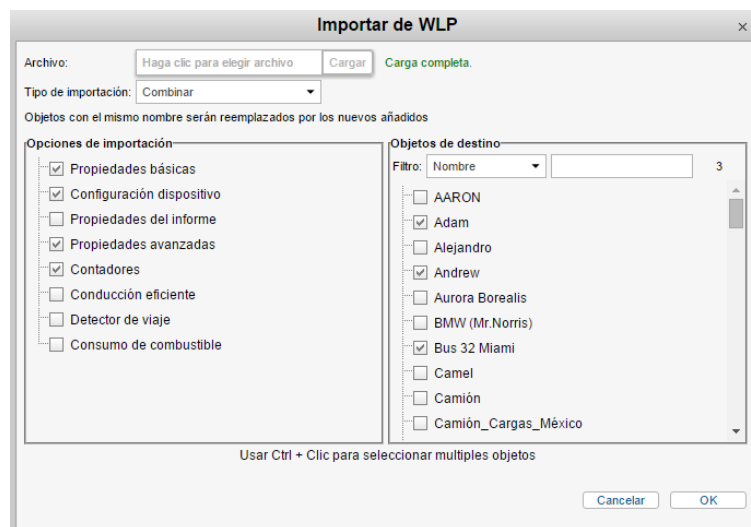 Importar de WLP
×
Archivo: Haga clic para elegir archivo Cargar Carga completa.
Tipo de importación: Combinar
Objetos con el mismo nombre serán reemplazados por los nuevos añadidos
Opciones de importación
Propiedades básicas
Configuración dispositivo
Propiedades del informe
Propiedades avanzadas
Contadores
Conducción eficiente
Detector de viaje
Consumo de combustible
Objetos de destino
Filtro: Nombre 3
AARON
Adam
Alejandro
Andrew
Aurora Borealis
BMW (Mr.Norris)
Bus 32 Miami
Camel
Camión
Camión_Cargas_México
Usar Ctrl + Clic para seleccionar multiples objetos
Cancelar OK